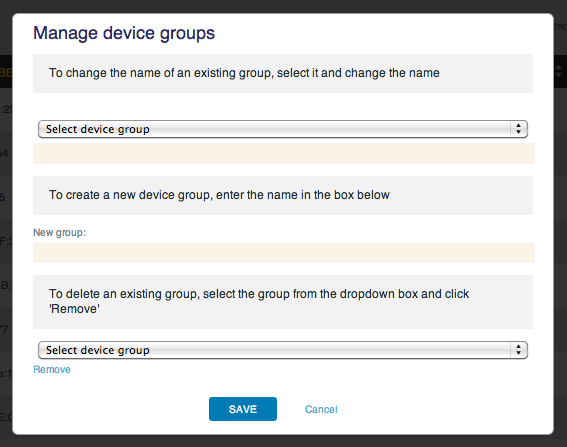 Manage device groups
To change the name of an existing group, select it and change the name
Select device group
To create a new device group, enter the name in the box below
New group:
To delete an existing group, select the group from the dropdown box and click
'Remove'
Select device group
Remove
SAVE
Cancel